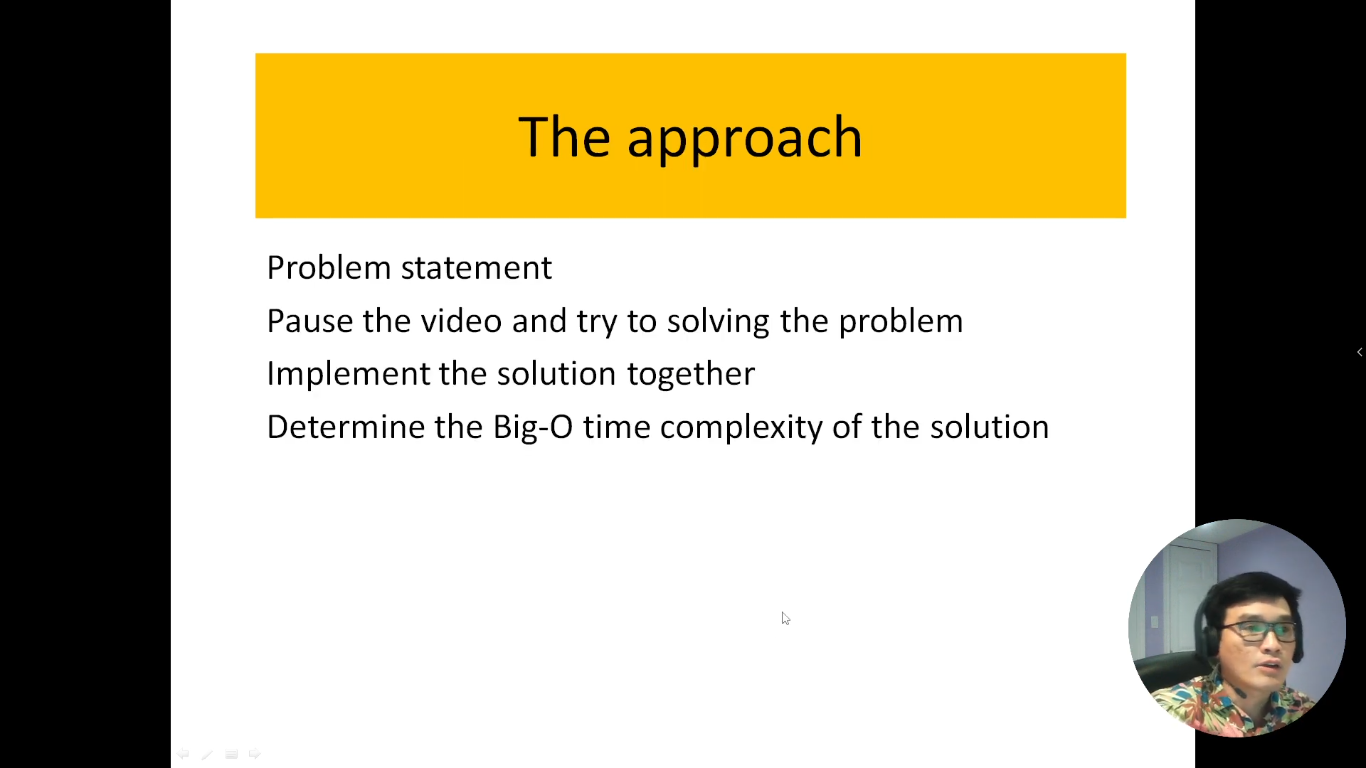 The approach
Problem statement
Pause the video and try to solving the problem
Implement the solution together
Determine the Big-O time complexity of the solution